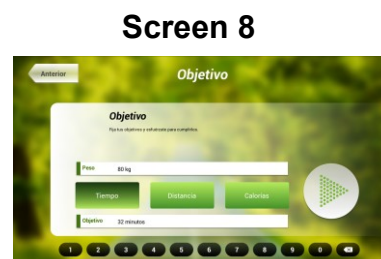 Screen 8
Anterior
Objetivo
Objetivo
Fija tus objetivos y esfuérzate para cumplirlos.
Peso 80 kg
Tiempo Distancia Calorías
Objetivo 32 minutos
1 2 3 4 5 6 7 8 9 0